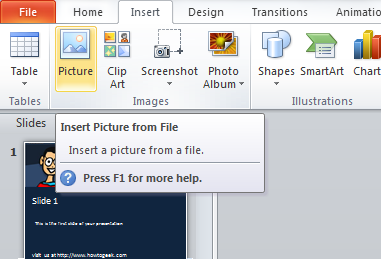 File Home Insert Design Transitions Animatio
Table Picture Clip Art Screenshot Photo Album Shapes SmartArt Chart
Tables Images Illustrations
Slides
Insert Picture from File
Insert a picture from a file.
Press F1 for more help.
1
Slide 1
This is the first slide of your presentation
visit us at http://www.howtogeek.com